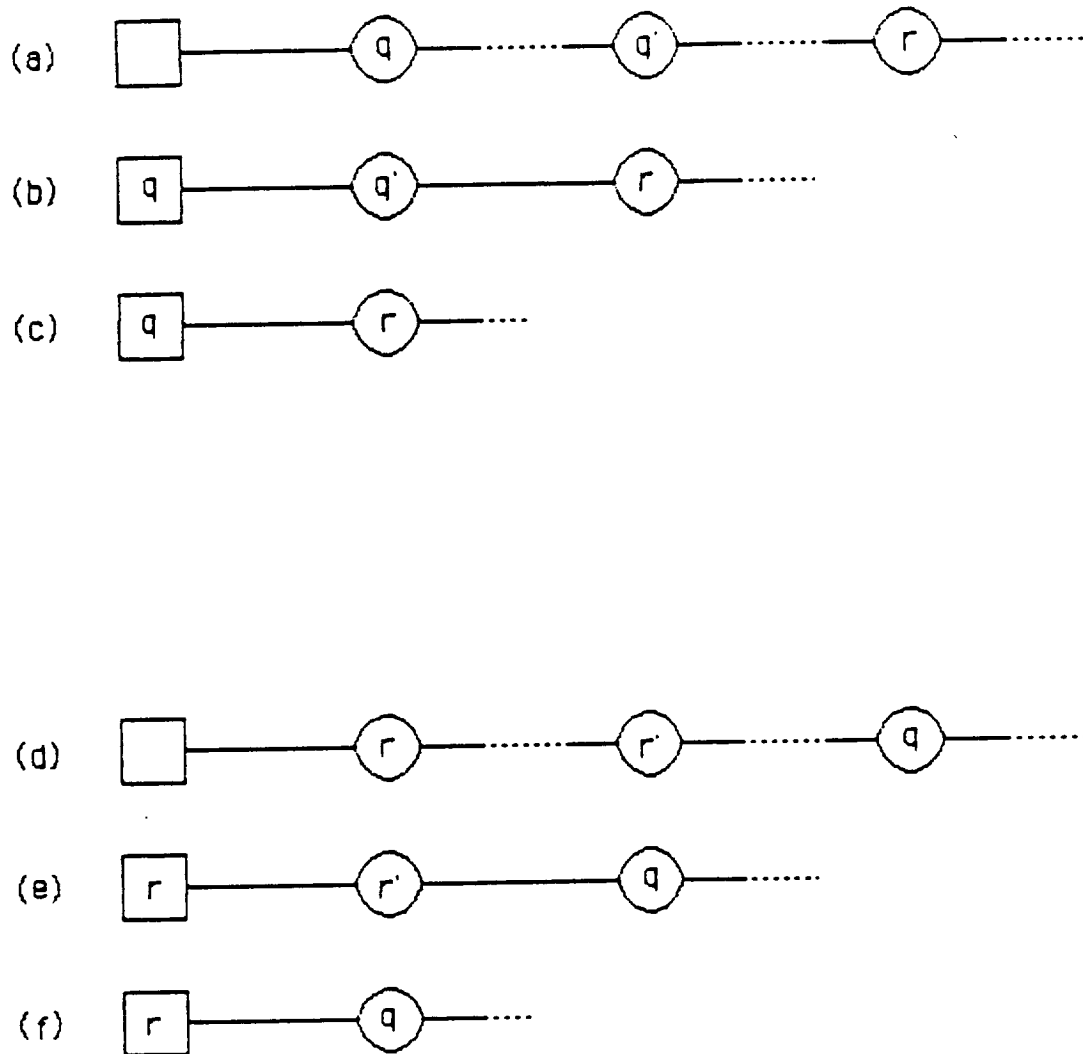 (a) q q' r
(b) q q' r
(c) q r
(d) r r' q
(e) r r' q
(f) r q